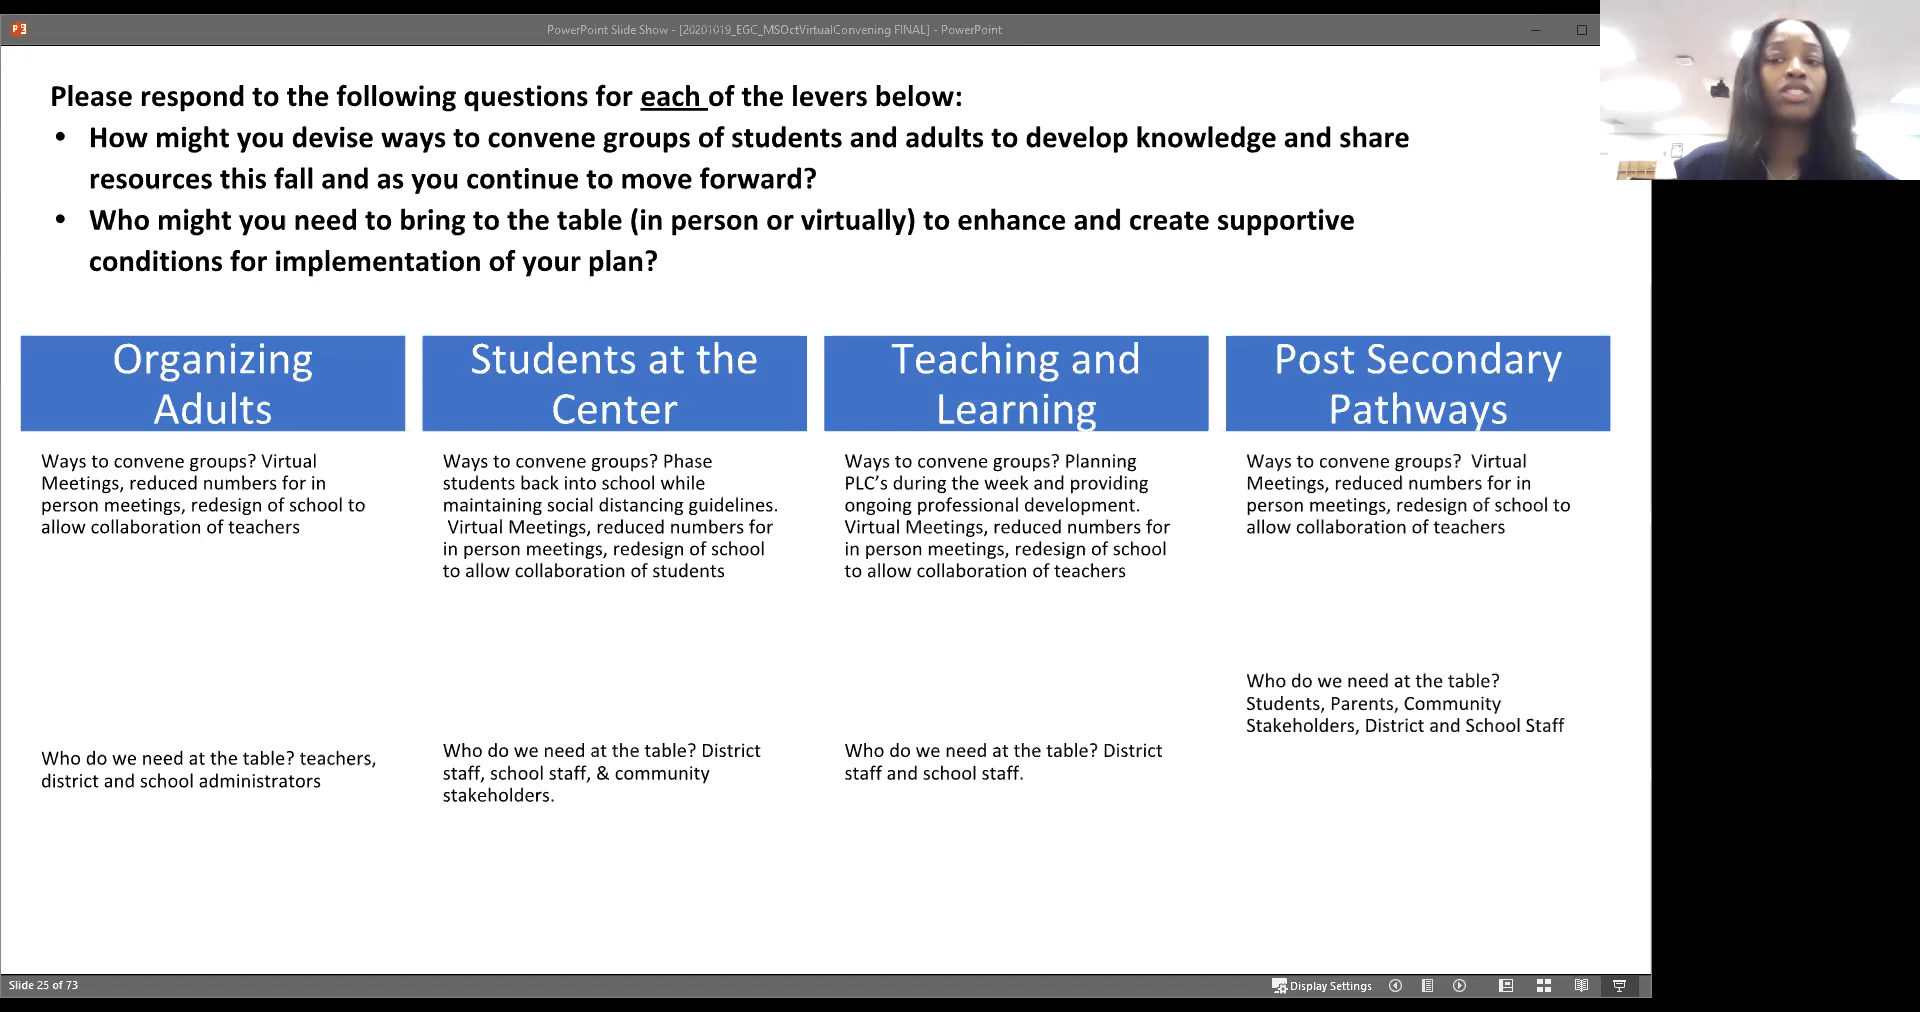 PowerPoint Slide Show - [20201019_EGC_MSOctVirtualConvening FINAL] - PowerPoint
Please respond to the following questions for each of the levers below:
• How might you devise ways to convene groups of students and adults to develop knowledge and share
resources this fall and as you continue to move forward?
• Who might you need to bring to the table (in person or virtually) to enhance and create supportive
conditions for implementation of your plan?
Organizing
Adults
Ways to convene groups? Virtual
Meetings, reduced numbers for in
person meetings, redesign of school to
allow collaboration of teachers
Who do we need at the table? teachers,
district and school administrators
Students at the
Center
Ways to convene groups? Phase
students back into school while
maintaining social distancing guidelines.
Virtual Meetings, reduced numbers for
in person meetings, redesign of school
to allow collaboration of students
Who do we need at the table? District
staff, school staff, & community
stakeholders.
Teaching and
Learning
Ways to convene groups? Planning
PLC’s during the week and providing
ongoing professional development.
Virtual Meetings, reduced numbers for
in person meetings, redesign of school
to allow collaboration of teachers
Who do we need at the table? District
staff and school staff.
Post Secondary
Pathways
Ways to convene groups?  Virtual
Meetings, reduced numbers for in
person meetings, redesign of school to
allow collaboration of teachers
Who do we need at the table?
Students, Parents, Community
Stakeholders, District and School Staff
Slide 25 of 73
Display Settings